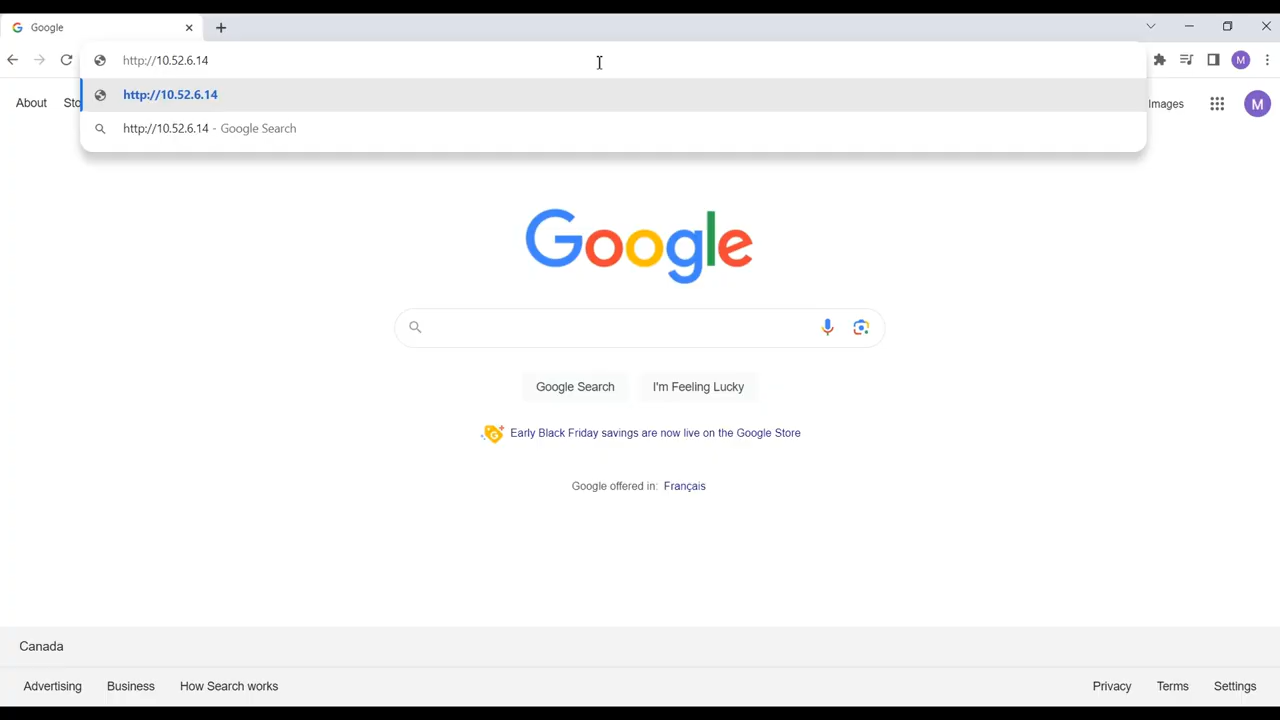 Google
http://10.52.6.14
M
http://10.52.6.14
http://10.52.6.14 - Google Search
About Sto
Images M
Google
Google Search I'm Feeling Lucky
Early Black Friday savings are now live on the Google Store
Google offered in: Français
Canada
Advertising Business How Search works Privacy Terms Settings